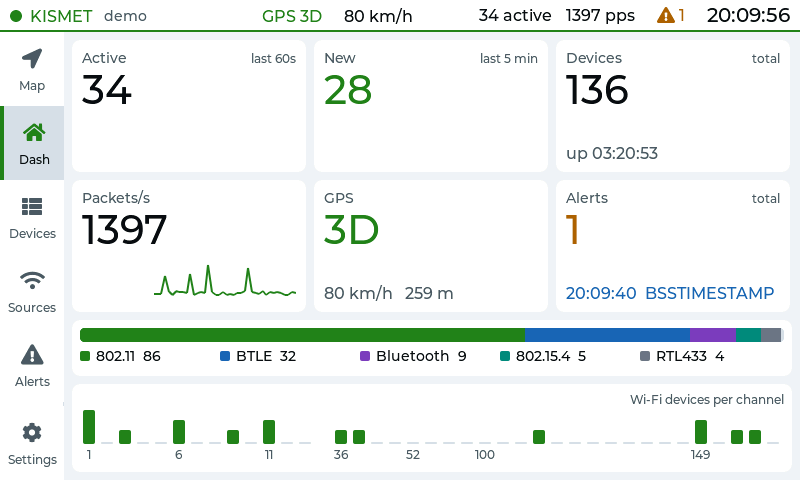 KISMET demo GPS 3D 80 km/h 34 active 1397 pps 1 20:09:56
Map
Dash
Devices
Sources
Alerts
Settings
Active last 60s
34
New last 5 min
28
Devices total
136
up 03:20:53
Packets/s
1397
GPS
3D
80 km/h 259 m
Alerts total
1
20:09:40 BSSTIMESTAMP
802.11 86 BTLE 32 Bluetooth 9 802.15.4 5 RTL433 4
Wi-Fi devices per channel
1 6 11 36 52 100 149